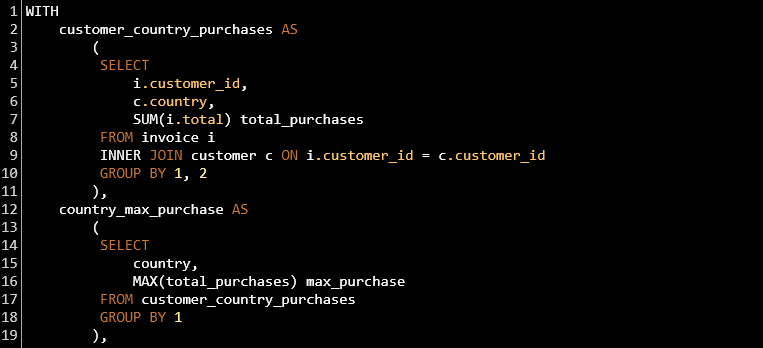 1 WITH
2     customer_country_purchases AS
3         (
4          SELECT
5              i.customer_id,
6              c.country,
7              SUM(i.total) total_purchases
8          FROM invoice i
9          INNER JOIN customer c ON i.customer_id = c.customer_id
10          GROUP BY 1, 2
11         ),
12     country_max_purchase AS
13         (
14          SELECT
15              country,
16              MAX(total_purchases) max_purchase
17          FROM customer_country_purchases
18          GROUP BY 1
19         ),